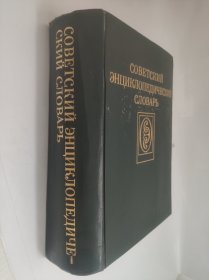 СОВЕТСКИЙ ЭНЦИКЛОПЕДИЧЕ-
СКИЙ СЛОВАРЬ
СОВЕТСКИЙ
ЭНЦИКЛОПЕДИЧЕСКИЙ
СЛОВАРЬ